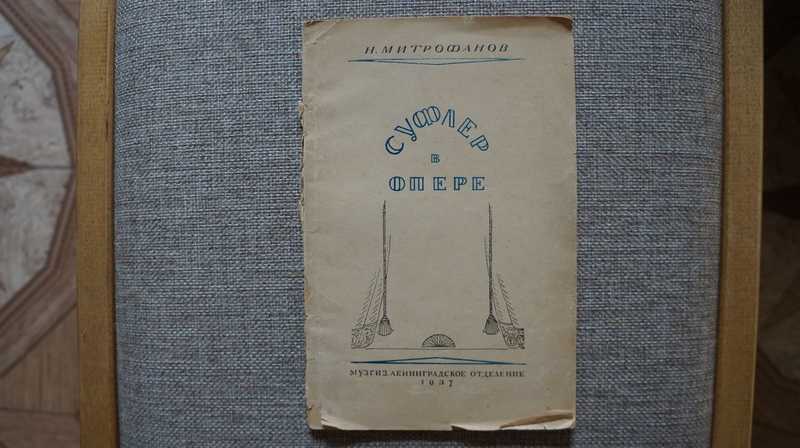 Н. МИТРОФАНОВ
СУФЛЕР
В
ОПЕРЕ
МУЗГИЗ. ЛЕНИНГРАДСКОЕ ОТДЕЛЕНИЕ
1937